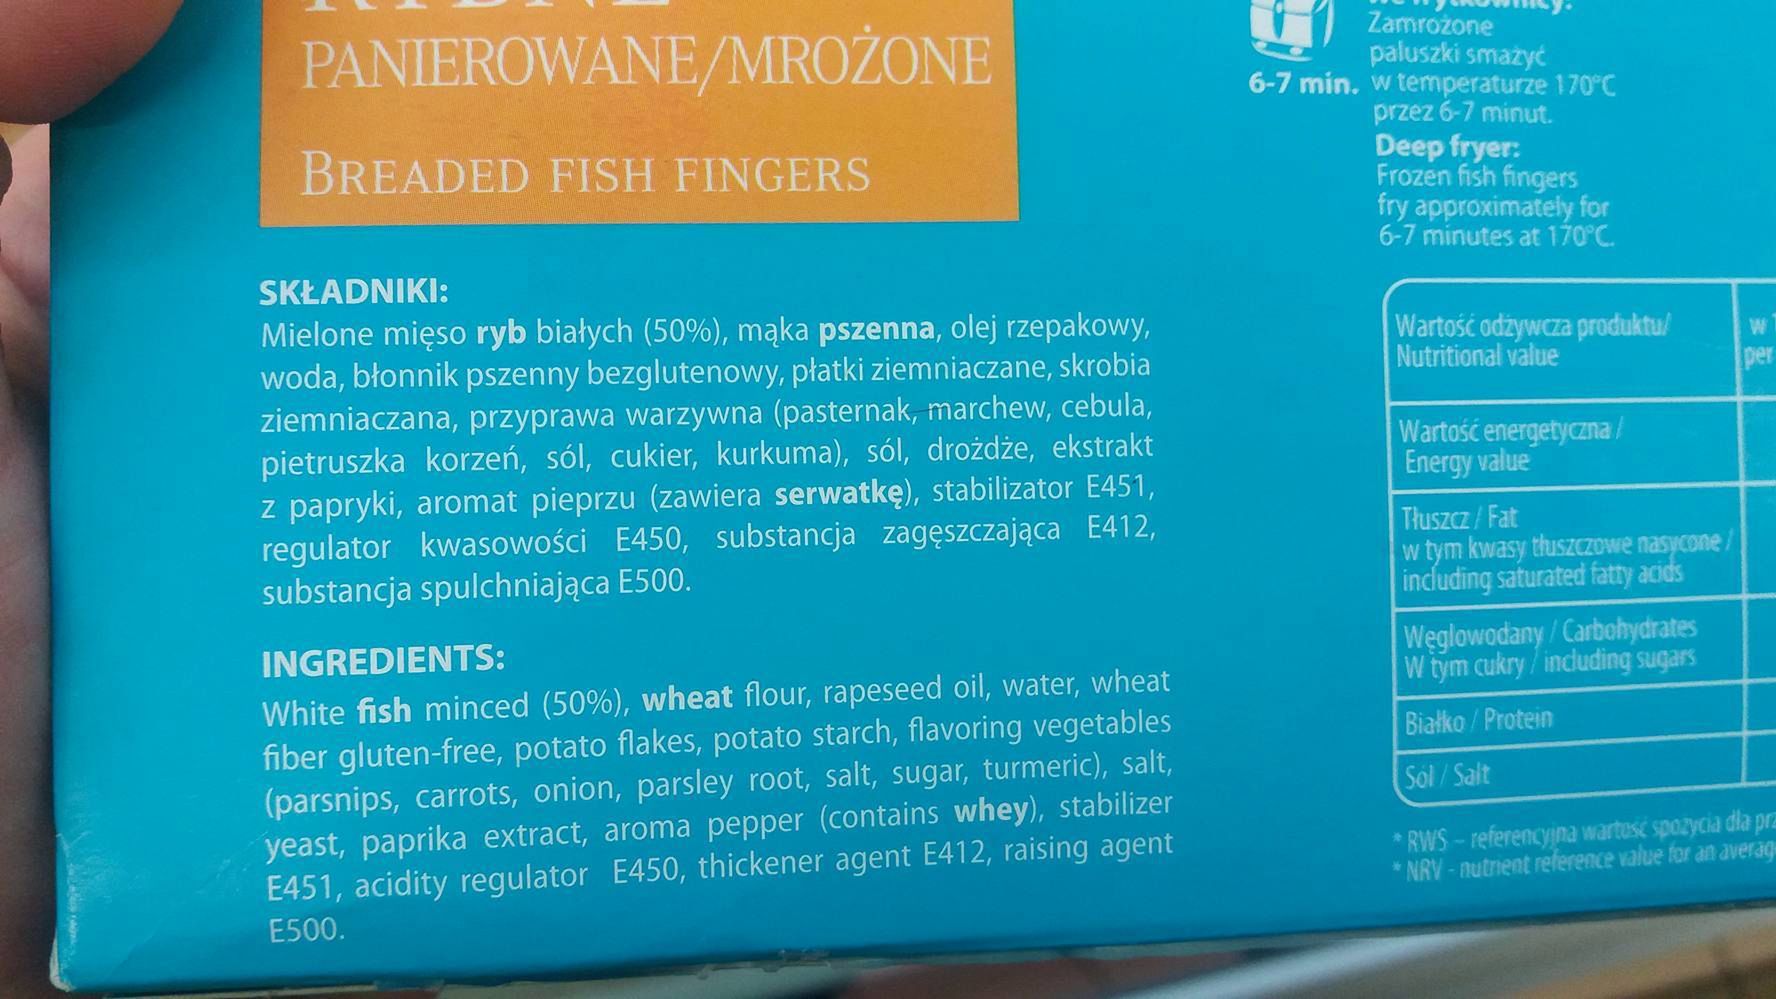 PANIEROWANE/MROŻONE
BREADED FISH FINGERS
SKŁADNIKI:
Mielone mięso ryb białych (50%), mąka pszenna, olej rzepakowy,
woda, błonnik pszenny bezglutenowy, płatki ziemniaczane, skrobia
ziemniaczana, przyprawa warzywna (pasternak, marchew, cebula,
pietruszka korzeń, sól, cukier, kurkuma), sól, drożdże, ekstrakt
z papryki, aromat pieprzu (zawiera serwatkę), stabilizator E451,
regulator kwasowości E450, substancja zagęszczająca E412,
substancja spulchniająca E500.
INGREDIENTS:
White fish minced (50%), wheat flour, rapeseed oil, water, wheat
fiber gluten-free, potato flakes, potato starch, flavoring vegetables
(parsnips, carrots, onion, parsley root, salt, sugar, turmeric), salt,
yeast, paprika extract, aroma pepper (contains whey), stabilizer
E451, acidity regulator E450, thickener agent E412, raising agent
E500.
6-7 min.
Zamrożone
paluszki smażyć
w temperaturze 170°C
przez 6-7 minut.
Deep fryer:
Frozen fish fingers
fry approximately for
6-7 minutes at 170°C.
Wartość odżywcza produktu/
Nutritional value
w
per
Wartość energetyczna /
Energy value
Tłuszcz / Fat
w tym kwasy tłuszczowe nasycone /
including saturated fatty acids
Węglowodany / Carbohydrates
W tym cukry / including sugars
Białko / Protein
Sól / Salt
* RWS – referencyjna wartość spożycia dla
* NRV - nutrient reference value for an